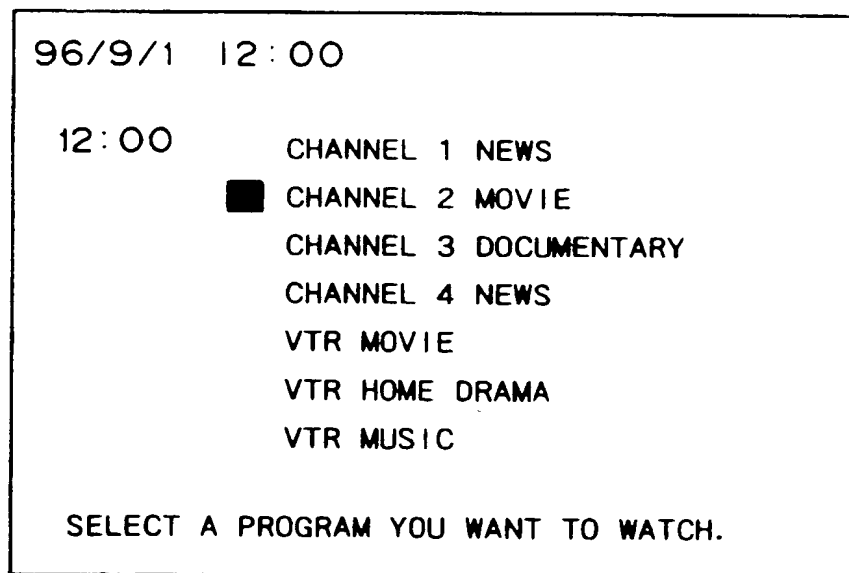 96/9/1 12:00
12:00
CHANNEL 1 NEWS
CHANNEL 2 MOVIE
CHANNEL 3 DOCUMENTARY
CHANNEL 4 NEWS
VTR MOVIE
VTR HOME DRAMA
VTR MUSIC
SELECT A PROGRAM YOU WANT TO WATCH.